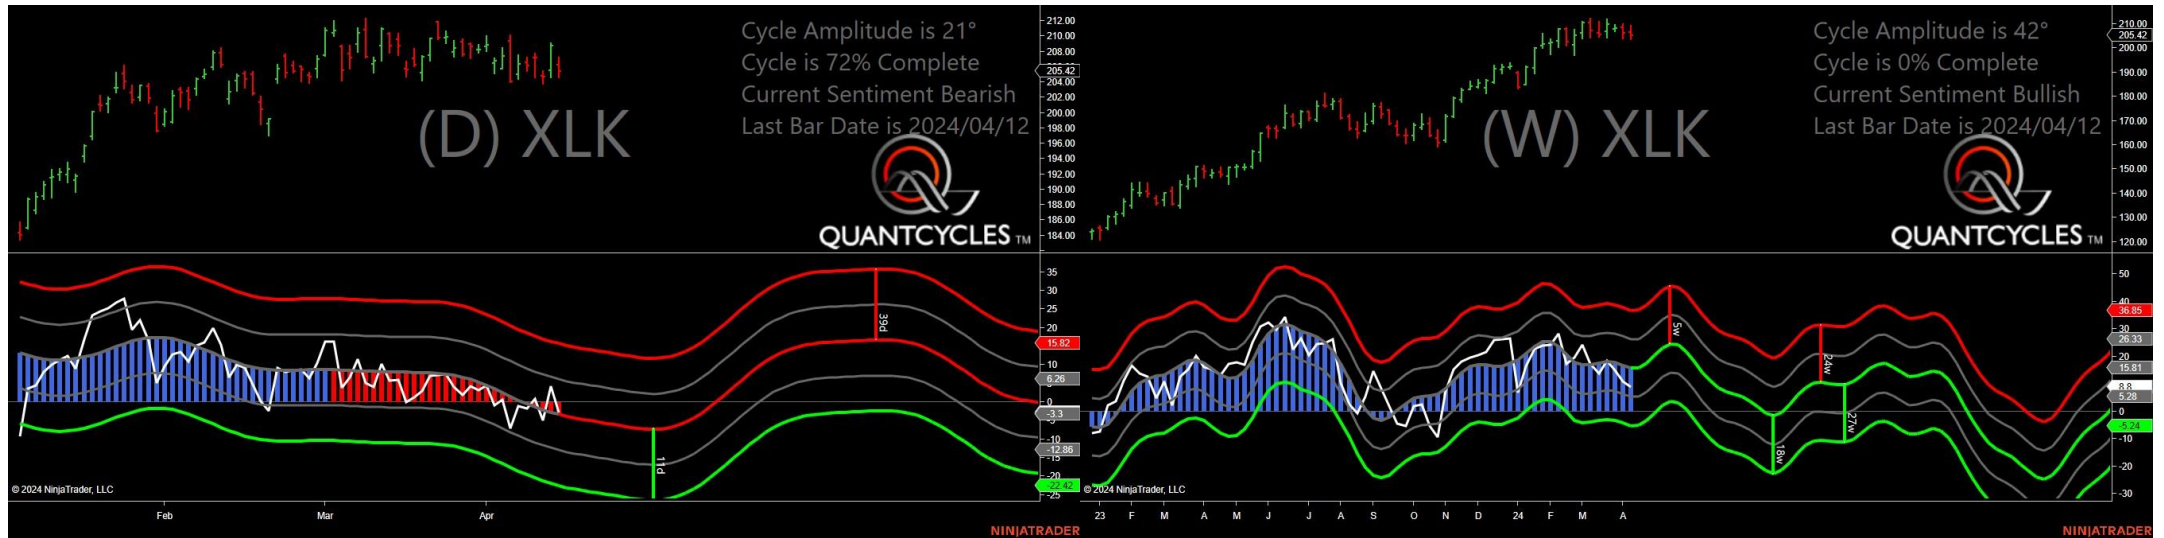 Cycle Amplitude is 21°
Cycle is 72% Complete
Current Sentiment Bearish
Last Bar Date is 2024/04/12
(D) XLK
QUANTCYCLES TM
212.00
210.00
208.00
205.42
204.00
202.00
200.00
198.00
196.00
194.00
192.00
190.00
188.00
186.00
184.00
35
30
25
20
15.82
10
6.26
0
-3.3
-10
-12.86
-15
-20
-22.42
-25
39d
11d
© 2024 NinjaTrader, LLC
Feb Mar Apr
NINJATRADER
Cycle Amplitude is 42°
Cycle is 0% Complete
Current Sentiment Bullish
Last Bar Date is 2024/04/12
(W) XLK
QUANTCYCLES TM
210.00
205.42
200.00
190.00
180.00
170.00
160.00
150.00
140.00
130.00
120.00
50
40
36.85
30
26.33
20
15.81
8.8
5.28
0
-5.24
-10
-20
-30
5w
24w
18w
27w
© 2024 NinjaTrader, LLC
23 F M A M J J A S O N D 24 F M A
NINJATRADER